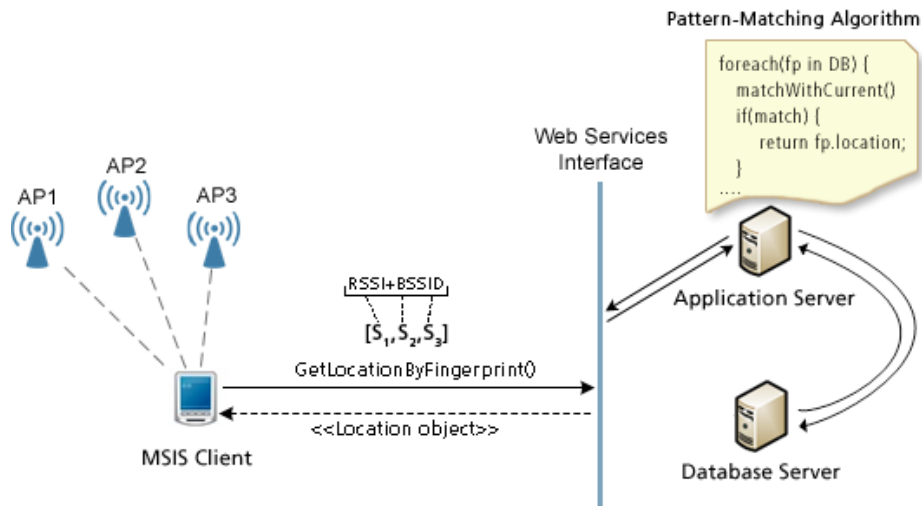 Pattern-Matching Algorithm
foreach(fp in DB) {
matchWithCurrent()
if(match) {
return fp.location;
}
....
Web Services
Interface
AP1
AP2
AP3
RSSI+BSSID
[S1,S2,S3]
GetLocationByFingerprint()
<<Location object>>
MSIS Client
Application Server
Database Server